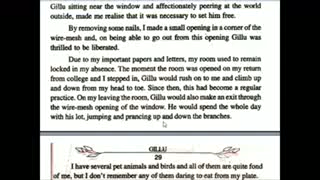 Gillu sitting near the window and affectionately peering at the world
outside, made me realise that it was necessary to set him free.
By removing some nails, I made a small opening in a corner of the
wire-mesh and, on being able to go out from this opening Gillu was
thrilled to be liberated.
Due to my important papers and letters, my room used to remain
locked in my absence. The moment the room was opened on my return
from college and I stepped in, Gillu would rush on to me and climb up
and down from my head to toe. Since then, this had become a regular
practice. On my leaving the room, Gillu would also make an exit through
the wire-mesh opening of the window. He would spend the whole day
with his lot, jumping and prancing up and down the branches.
GILLU
29
I have several pet animals and birds and all of them are quite fond
of me, but I don't remember any of them daring to eat from my plate.